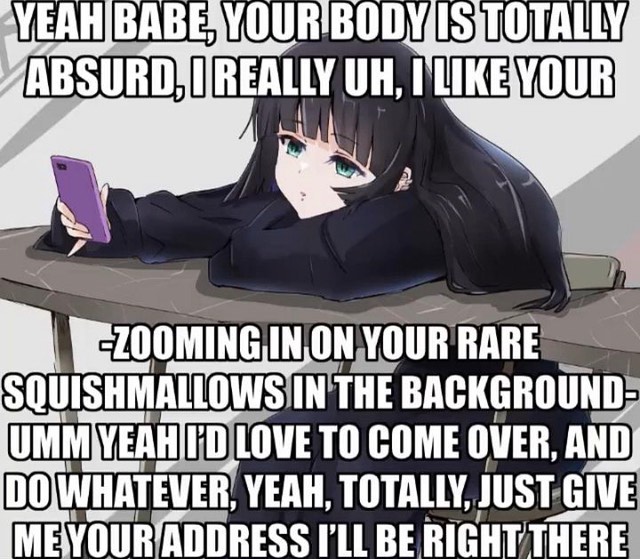 YEAH BABE, YOUR BODY IS TOTALLY
ABSURD, I REALLY UH, I LIKE YOUR
-ZOOMING IN ON YOUR RARE
SQUISHMALLOWS IN THE BACKGROUND-
UMM YEAH I'D LOVE TO COME OVER, AND
DO WHATEVER, YEAH, TOTALLY, JUST GIVE
ME YOUR ADDRESS I'LL BE RIGHT THERE